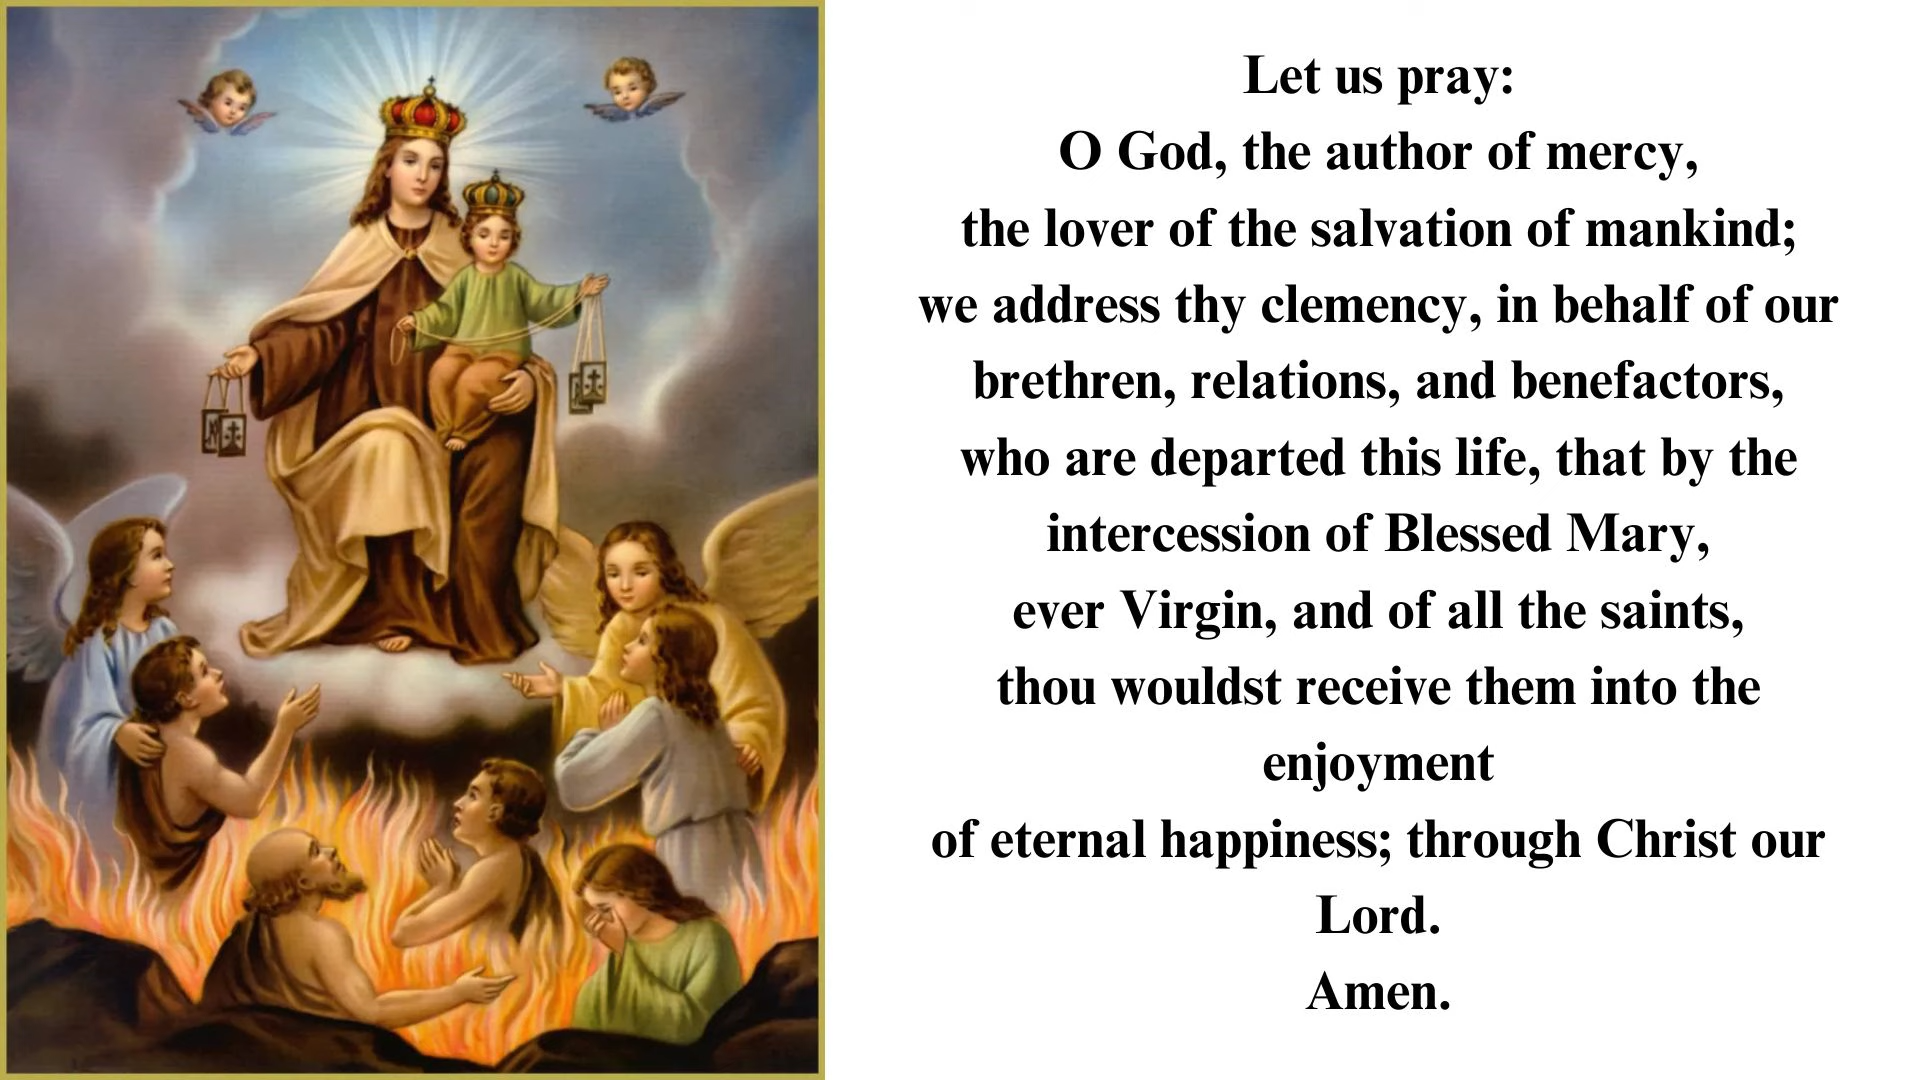 Let us pray:
O God, the author of mercy,
the lover of the salvation of mankind;
we address thy clemency, in behalf of our
brethren, relations, and benefactors,
who are departed this life, that by the
intercession of Blessed Mary,
ever Virgin, and of all the saints,
thou wouldst receive them into the
enjoyment
of eternal happiness; through Christ our
Lord.
Amen.